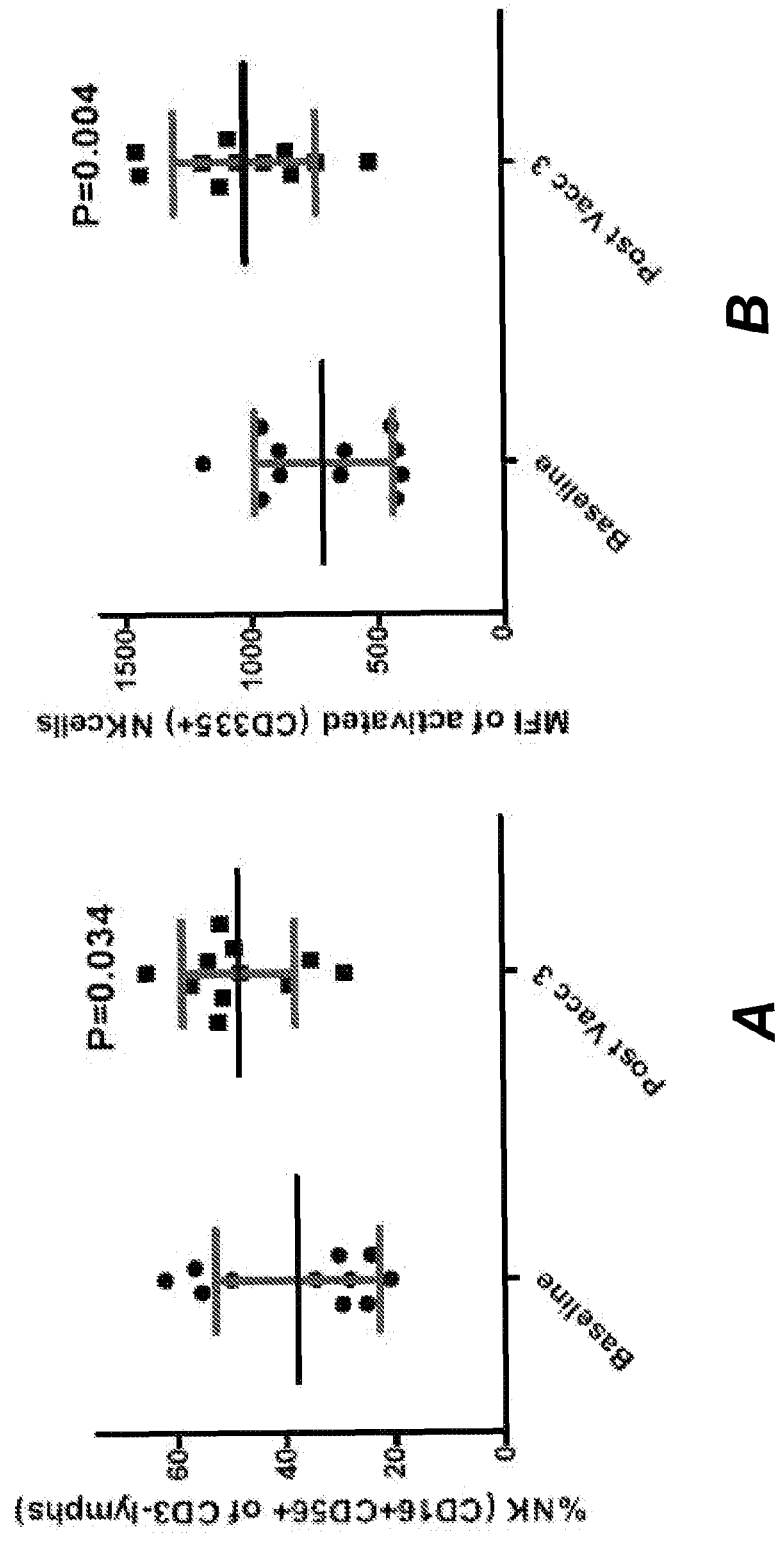 %NK (CD16+CD56+ of CD3-lymphs)
60
40
20
0
P=0.034
Baseline
Post Vacc 3
A
MFI of activated (CD335+) NKcells
1500
1000
500
0
P=0.004
Baseline
Post Vacc 3
B